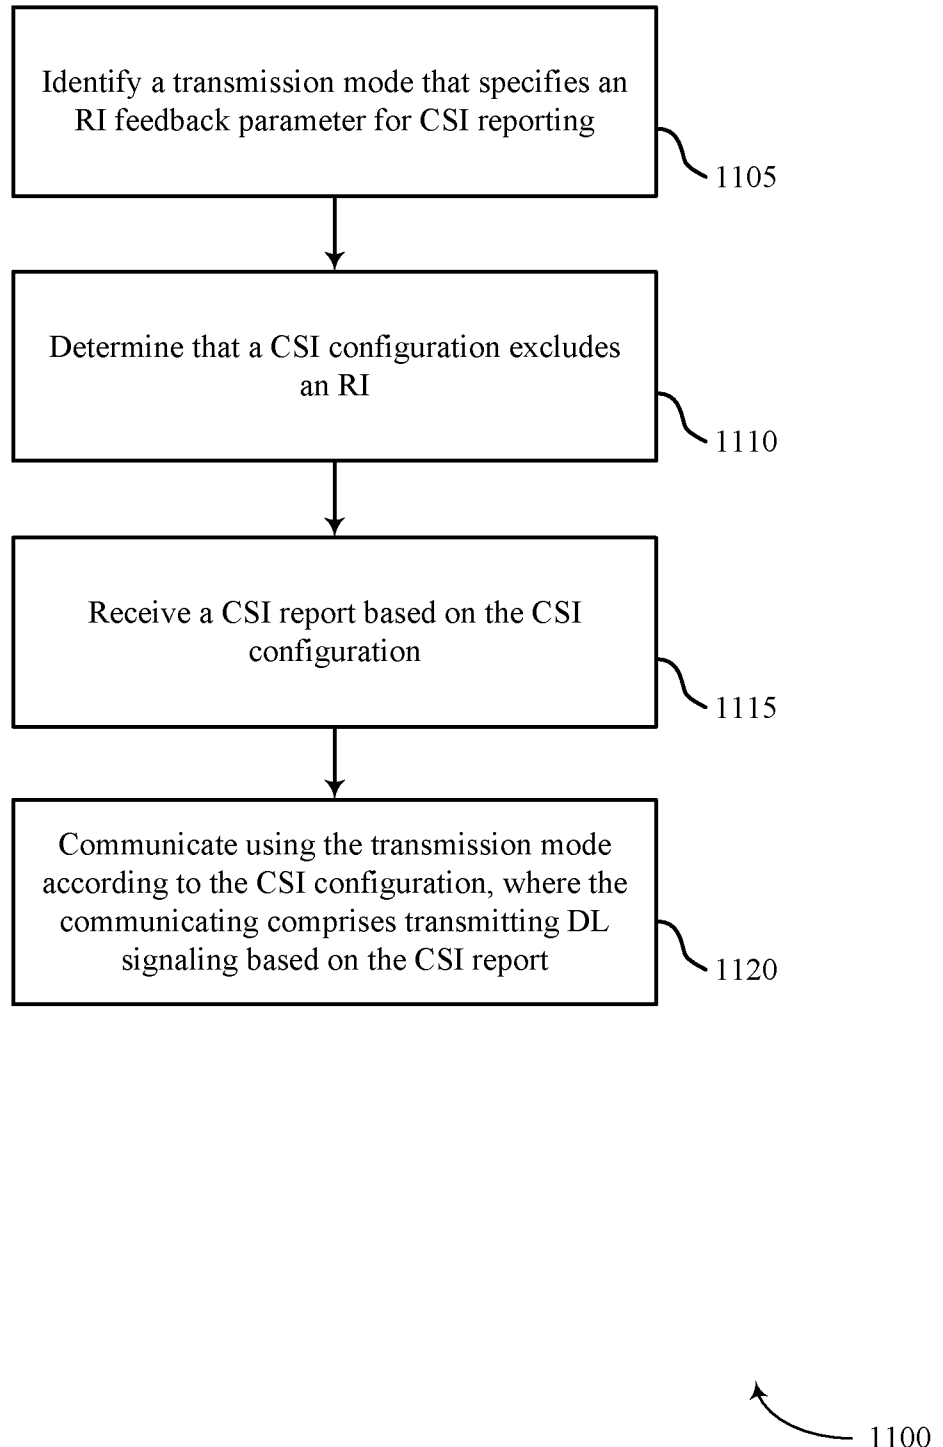 Identify a transmission mode that specifies an
RI feedback parameter for CSI reporting
1105
Determine that a CSI configuration excludes
an RI
1110
Receive a CSI report based on the CSI
configuration
1115
Communicate using the transmission mode
according to the CSI configuration, where the
communicating comprises transmitting DL
signaling based on the CSI report
1120
1100